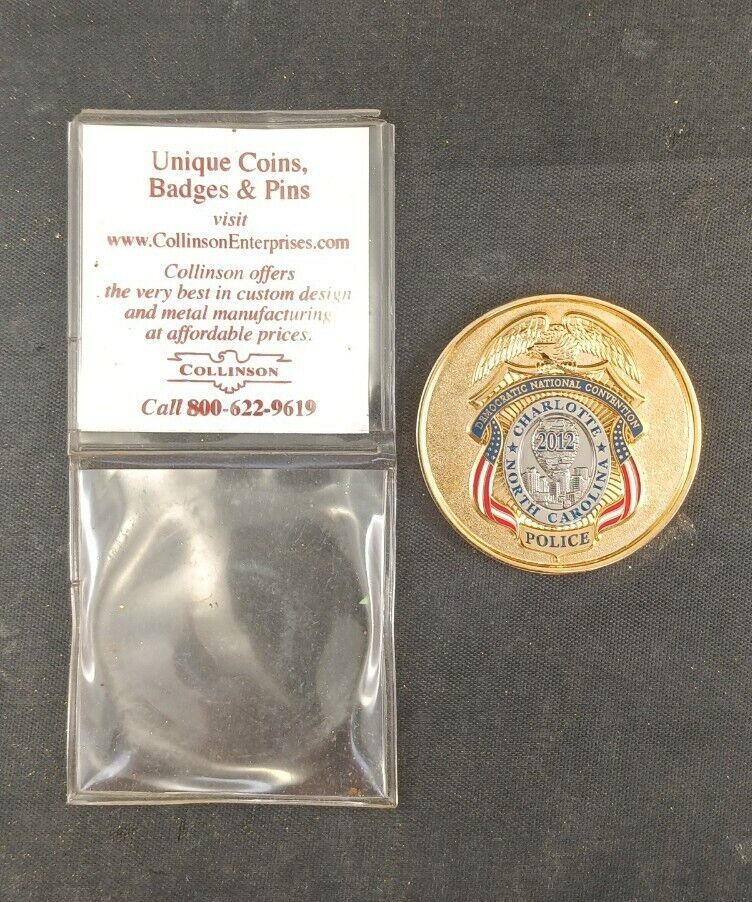 Unique Coins,
Badges & Pins
visit
www.CollinsonEnterprises.com
Collinson offers
the very best in custom design
and metal manufacturing
at affordable prices.
COLLINSON
Call 800-622-9619
DEMOCRATIC NATIONAL CONVENTION
CHARLOTTE
2012
NORTH CAROLINA
POLICE